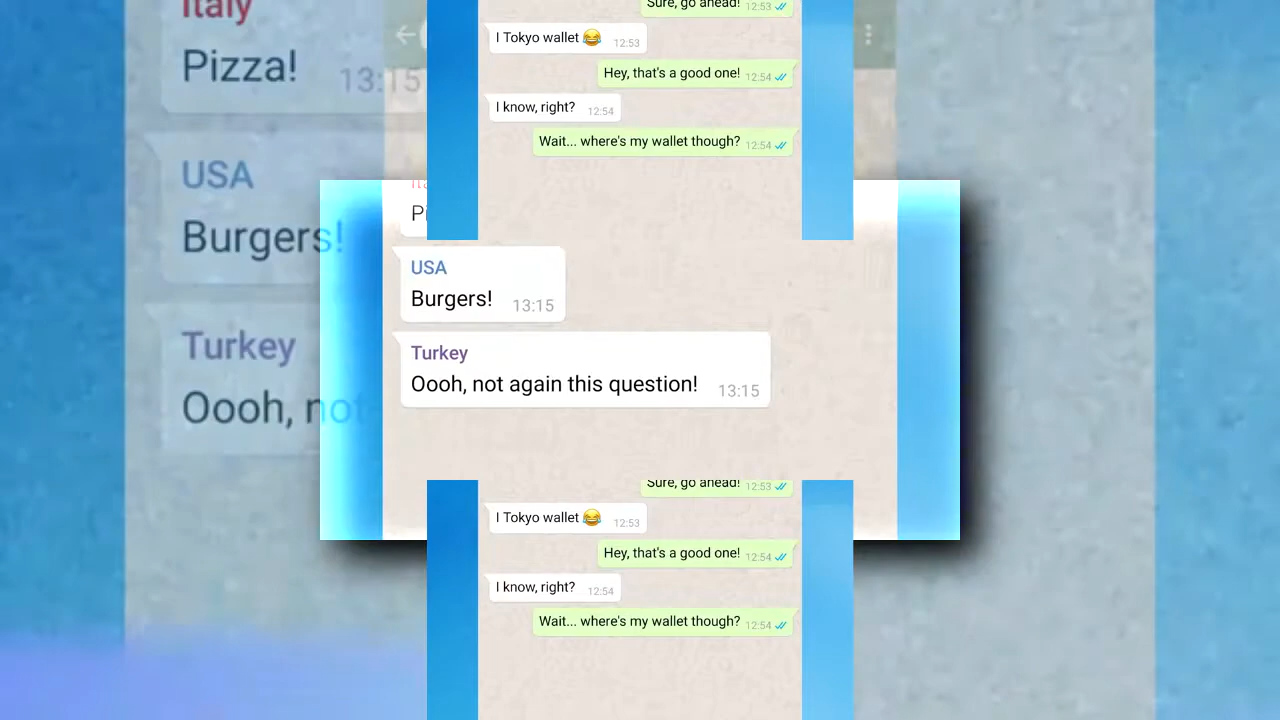 Italy
Pizza! 13:15
USA
Burgers!
Turkey
Oooh, not
Sure, go ahead! 12:53
I Tokyo wallet 😂 12:53
Hey, that's a good one! 12:54
I know, right? 12:54
Wait... where's my wallet though? 12:54
USA
Burgers! 13:15
Turkey
Oooh, not again this question! 13:15
Sure, go ahead! 12:53
I Tokyo wallet 😂 12:53
Hey, that's a good one! 12:54
I know, right? 12:54
Wait... where's my wallet though? 12:54